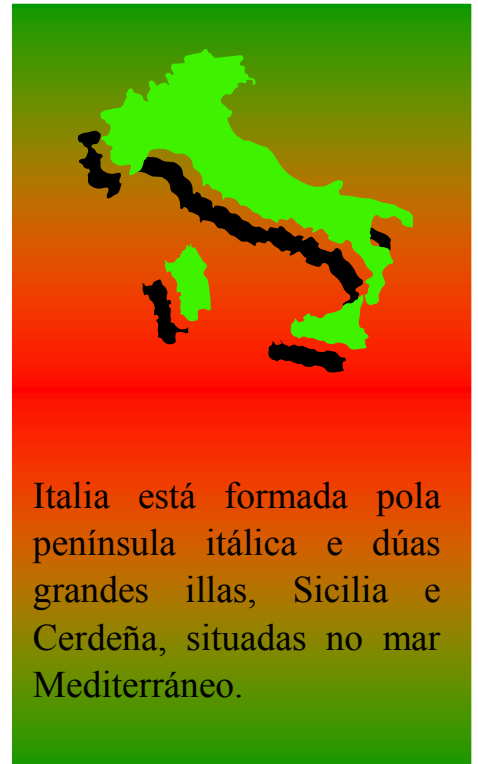 Italia está formada pola
península itálica e dúas
grandes illas, Sicilia e
Cerdeña, situadas no mar
Mediterráneo.